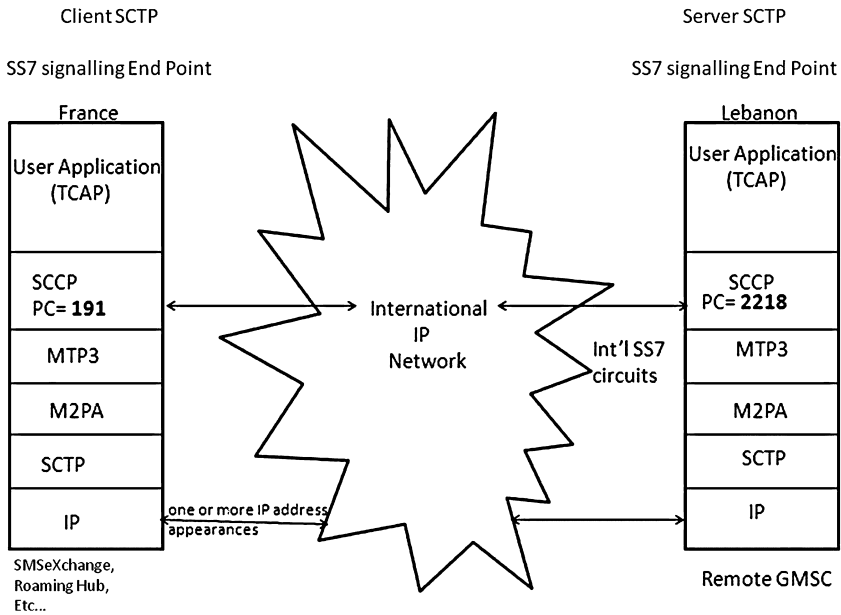 Client SCTP
Server SCTP
SS7 signalling End Point
SS7 signalling End Point
France
Lebanon
User Application
(TCAP)
User Application
(TCAP)
SCCP
PC= 191
International
IP
Network
SCCP
PC= 2218
Int'l SS7
circuits
MTP3
MTP3
M2PA
M2PA
SCTP
SCTP
IP
one or more IP address
appearances
IP
SMSeXchange,
Roaming Hub,
Etc...
Remote GMSC